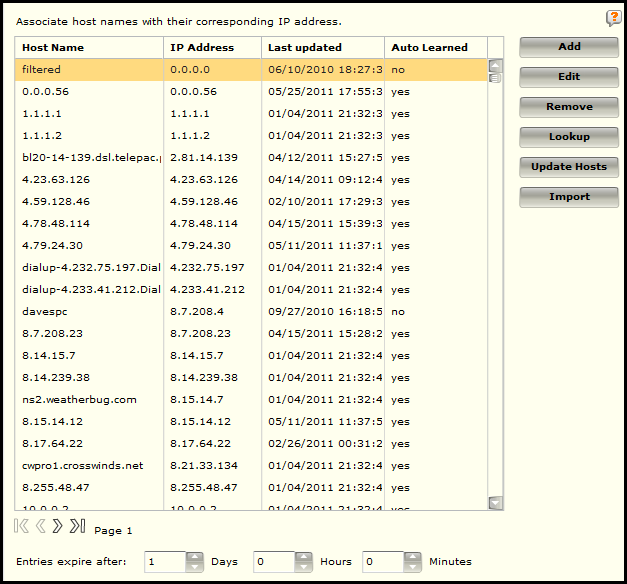 Associate host names with their corresponding IP address.
Host Name IP Address Last updated Auto Learned
filtered 0.0.0.0 06/10/2010 18:27:3 no
0.0.0.56 0.0.0.56 05/25/2011 17:55:3 yes
1.1.1.1 1.1.1.1 01/04/2011 21:32:3 yes
1.1.1.2 1.1.1.2 01/04/2011 21:32:3 yes
bl20-14-139.dsl.telepac.p 2.81.14.139 04/12/2011 15:27:5 yes
4.23.63.126 4.23.63.126 04/14/2011 09:12:4 yes
4.59.128.46 4.59.128.46 02/10/2011 17:29:3 yes
4.78.48.114 4.78.48.114 04/15/2011 15:39:3 yes
4.79.24.30 4.79.24.30 05/11/2011 11:37:1 yes
dialup-4.232.75.197.Dial 4.232.75.197 01/04/2011 21:32:4 yes
dialup-4.233.41.212.Dial 4.233.41.212 01/04/2011 21:32:4 yes
davespc 8.7.208.4 09/27/2010 16:18:5 no
8.7.208.23 8.7.208.23 04/15/2011 15:28:2 yes
8.14.15.7 8.14.15.7 01/04/2011 21:32:4 yes
8.14.239.38 8.14.239.38 01/04/2011 21:32:4 yes
ns2.weatherbug.com 8.15.14.7 01/04/2011 21:32:4 yes
8.15.14.12 8.15.14.12 05/11/2011 11:37:5 yes
8.17.64.22 8.17.64.22 02/26/2011 00:31:2 yes
cwpro1.crosswinds.net 8.21.33.134 01/04/2011 21:32:4 yes
8.255.48.47 8.255.48.47 01/04/2011 21:32:4 yes
10.0.0.2 10.0.0.2 01/04/2011 21:32:4 yes
Add
Edit
Remove
Lookup
Update Hosts
Import
Page 1
Entries expire after: 1 Days 0 Hours 0 Minutes